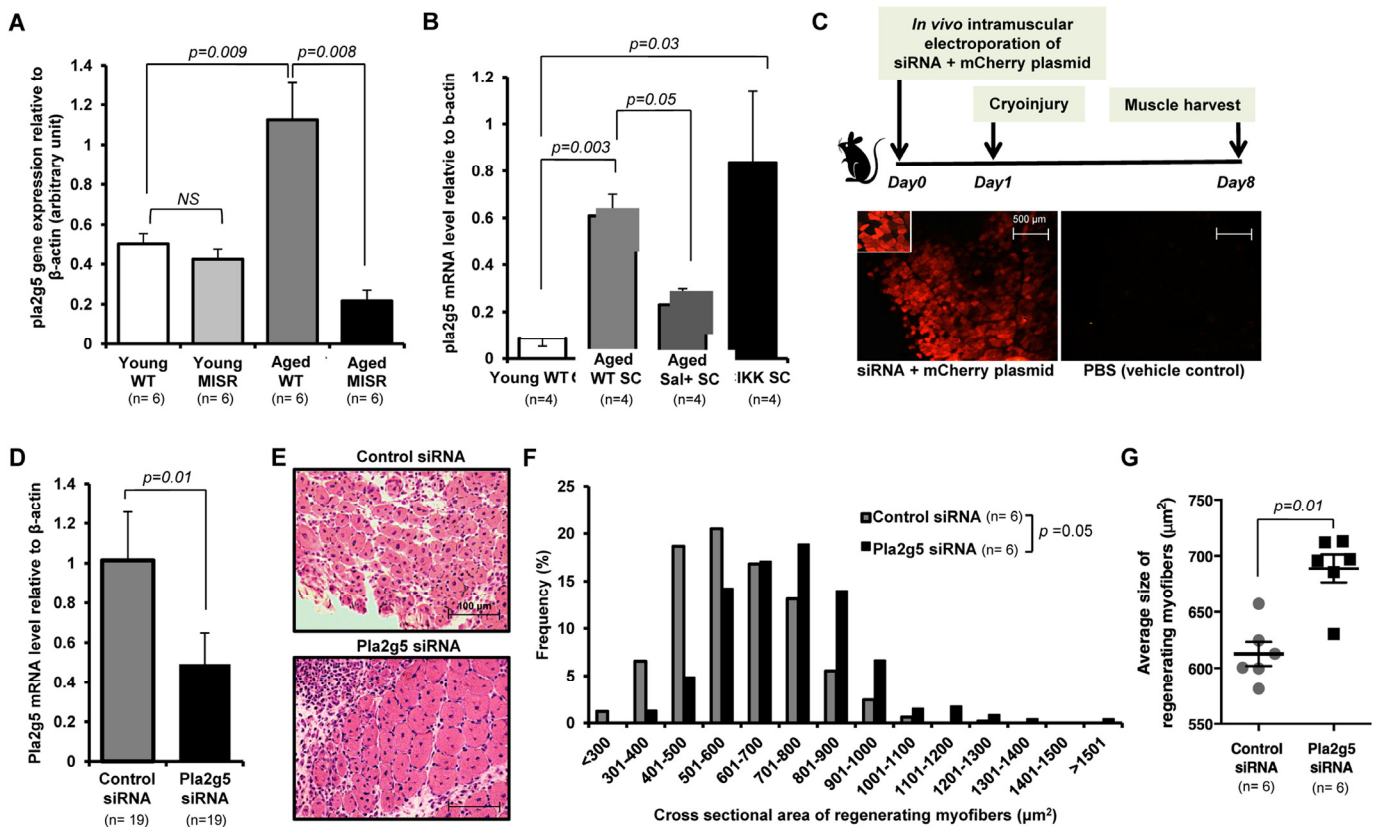 A
p=0.009
p=0.008
NS
pla2g5 gene expression relative to
β-actin (arbitrary unit)
1.4
1.2
1
0.8
0.6
0.4
0.2
0
Young
WT
(n= 6)
Young
MISR
(n= 6)
Aged
WT
(n= 6)
Aged
MISR
(n= 6)
B
p=0.03
p=0.05
p=0.003
pla2g5 mRNA level relatvie to b-actin
1.2
1
0.8
0.6
0.4
0.2
0
Young WT
(n=4)
Aged
WT SC
(n=4)
Aged
Sal+ SC
(n=4)
IKK SC
(n=4)
C
In vivo intramuscular
electroporation of
siRNA + mCherry plasmid
Cryoinjury
Muscle harvest
Day0
Day1
Day8
500 µm
siRNA + mCherry plasmid
PBS (vehicle control)
D
p=0.01
Pla2g5 mRNA level relative to β-actin
1.4
1.2
1
0.8
0.6
0.4
0.2
0
Control
siRNA
(n= 19)
Pla2g5
siRNA
(n=19)
E
Control siRNA
100 µm
Pla2g5 siRNA
F
Control siRNA (n= 6)
Pla2g5 siRNA (n= 6)
p =0.05
Frequency (%)
25
20
15
10
5
0
<300
301-400
401-500
501-600
601-700
701-800
801-900
901-1000
1001-1100
1101-1200
1201-1300
1301-1400
1401-1500
>1501
Cross sectional area of regenerating myofibers (µm²)
G
p=0.01
Average size of
regenerating myofibers (µm²)
750
700
650
600
550
Control
siRNA
(n= 6)
Pla2g5
siRNA
(n= 6)